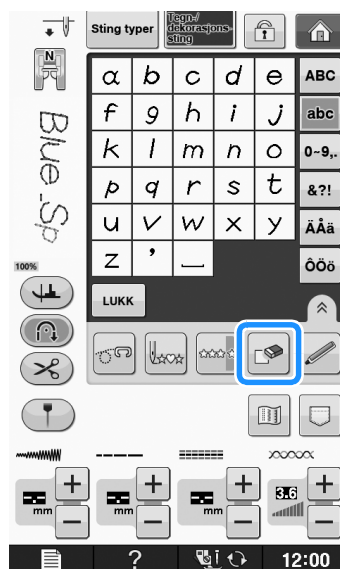 Sting typer
Tegn-/
dekorasjons-
sting
N
a b c d e ABC
f g h i j abc
k l m n o 0~9,.
p q r s t &?!
u v w x y ÄÅä
z ' _ ÔÖö
Blue_Sp
100%
LUKK
-.-
mm
-.-
mm
-.-
mm
3.6
?
12:00